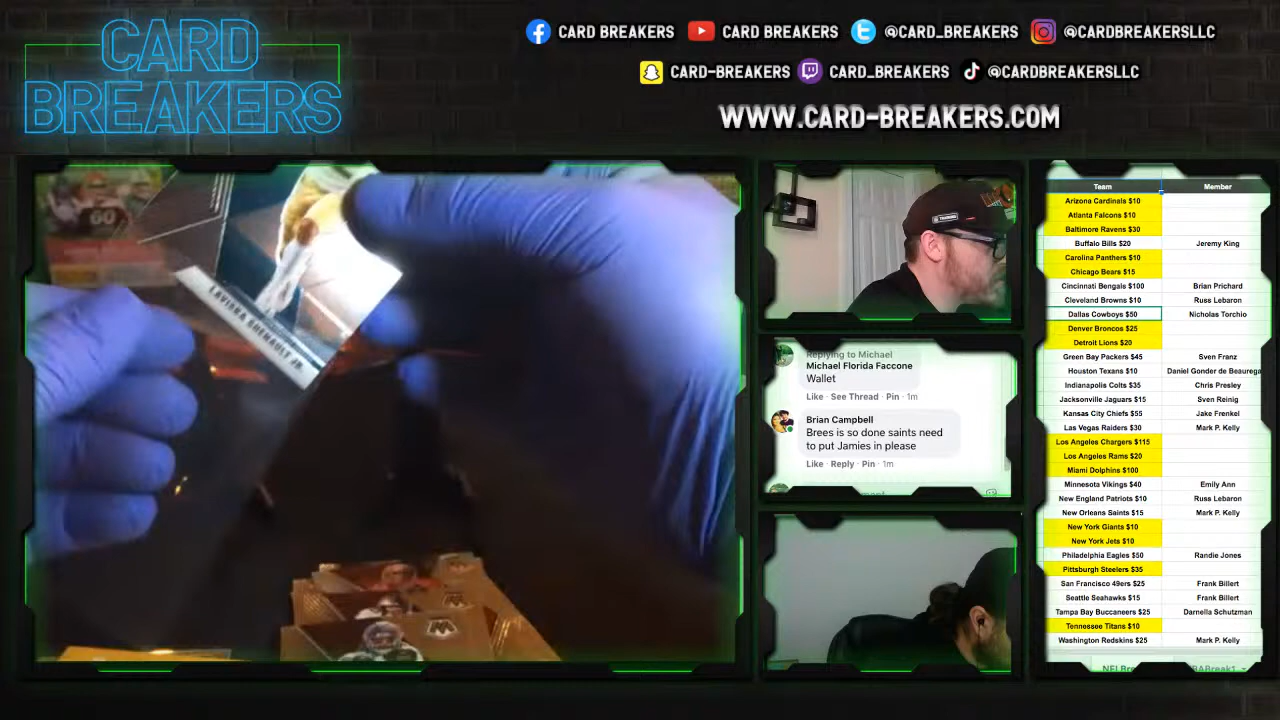 CARD
BREAKERS
CARD BREAKERS CARD BREAKERS @CARD_BREAKERS @CARDBREAKERSLLC
CARD-BREAKERS CARD_BREAKERS @CARDBREAKERSLLC
WWW.CARD-BREAKERS.COM
60
LAVISKA SHENAULT JR.
Replying to Michael
Michael Florida Faccone
Wallet
Like · See Thread · Pin · 1m
Brian Campbell
Brees is so done saints need
to put Jamies in please
Like · Reply · Pin · 1m
Team Member
Arizona Cardinals $10
Atlanta Falcons $10
Baltimore Ravens $30
Buffalo Bills $20 Jeremy King
Carolina Panthers $10
Chicago Bears $15
Cincinnati Bengals $100 Brian Prichard
Cleveland Browns $10 Russ Lebaron
Dallas Cowboys $50 Nicholas Torchio
Denver Broncos $25
Detroit Lions $20
Green Bay Packers $45 Sven Franz
Houston Texans $10 Daniel Gonder de Beaurega
Indianapolis Colts $35 Chris Presley
Jacksonville Jaguars $15 Sven Reinig
Kansas City Chiefs $55 Jake Frenkel
Las Vegas Raiders $30 Mark P. Kelly
Los Angeles Chargers $115
Los Angeles Rams $20
Miami Dolphins $100
Minnesota Vikings $40 Emily Ann
New England Patriots $10 Russ Lebaron
New Orleans Saints $15 Mark P. Kelly
New York Giants $10
New York Jets $10
Philadelphia Eagles $50 Randie Jones
Pittsburgh Steelers $35
San Francisco 49ers $25 Frank Billert
Seattle Seahawks $15 Frank Billert
Tampa Bay Buccaneers $25 Darnella Schutzman
Tennessee Titans $10
Washington Redskins $25 Mark P. Kelly